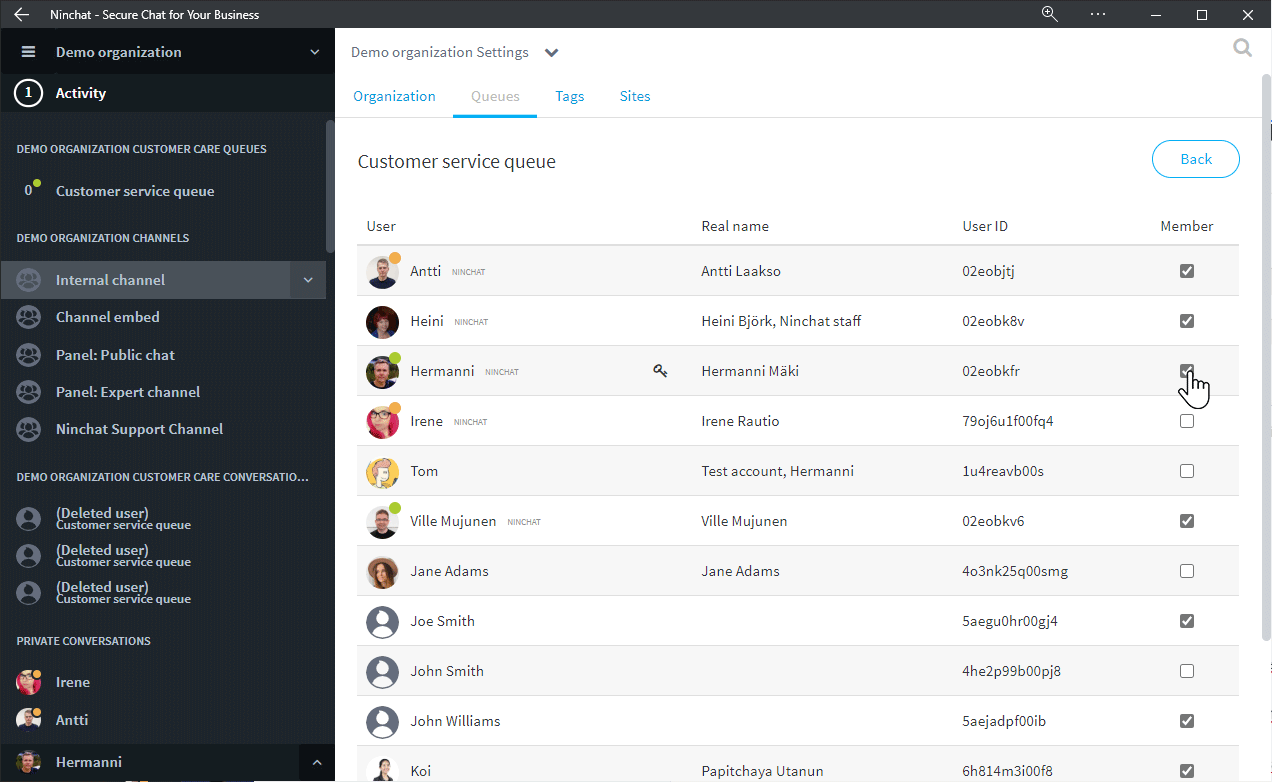 Ninchat - Secure Chat for Your Business
Demo organization
1 Activity
DEMO ORGANIZATION CUSTOMER CARE QUEUES
0 Customer service queue
DEMO ORGANIZATION CHANNELS
Internal channel
Channel embed
Panel: Public chat
Panel: Expert channel
Ninchat Support Channel
DEMO ORGANIZATION CUSTOMER CARE CONVERSATIO...
(Deleted user)
Customer service queue
(Deleted user)
Customer service queue
(Deleted user)
Customer service queue
PRIVATE CONVERSATIONS
Irene
Antti
Hermanni
Demo organization Settings
Organization Queues Tags Sites
Customer service queue Back
User Real name User ID Member
Antti NINCHAT Antti Laakso 02eobjtj
Heini NINCHAT Heini Björk, Ninchat staff 02eobk8v
Hermanni NINCHAT Hermanni Mäki 02eobkfr
Irene NINCHAT Irene Rautio 79oj6u1f00fq4
Tom Test account, Hermanni 1u4reavb00s
Ville Mujunen NINCHAT Ville Mujunen 02eobkv6
Jane Adams Jane Adams 4o3nk25q00smg
Joe Smith 5aegu0hr00gj4
John Smith 4he2p99b00pj8
John Williams 5aejadpf00ib
Koi Papitchaya Utanun 6h814m3i00f8